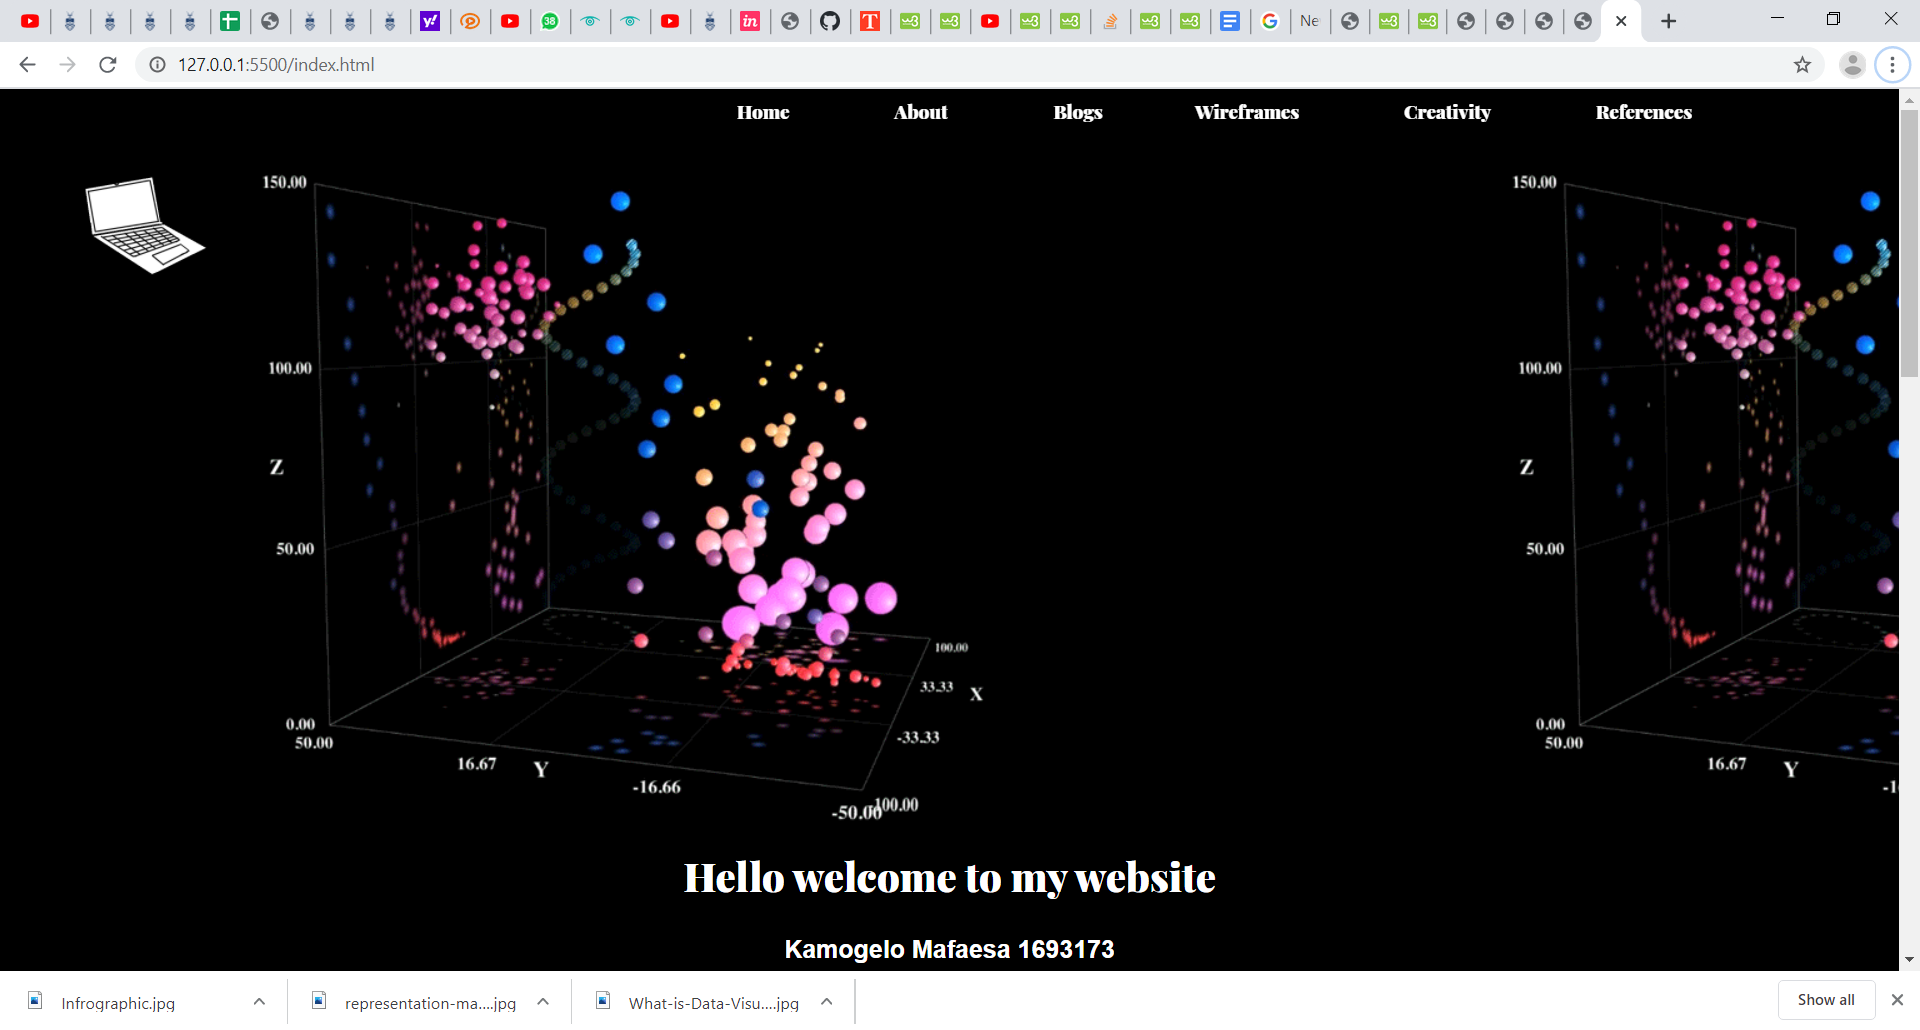 38
Ne
127.0.0.1:5500/index.html
Home About Blogs Wireframes Creativity References
150.00 150.00
100.00 100.00
Z Z
50.00 50.00
100.00
33.33 X
0.00 -33.33 0.00
50.00 50.00
16.67 Y 16.67 Y
-16.66 -1
-50.00 -100.00
Hello welcome to my website
Kamogelo Mafaesa 1693173
Infrographic.jpg representation-ma....jpg What-is-Data-Visu....jpg Show all